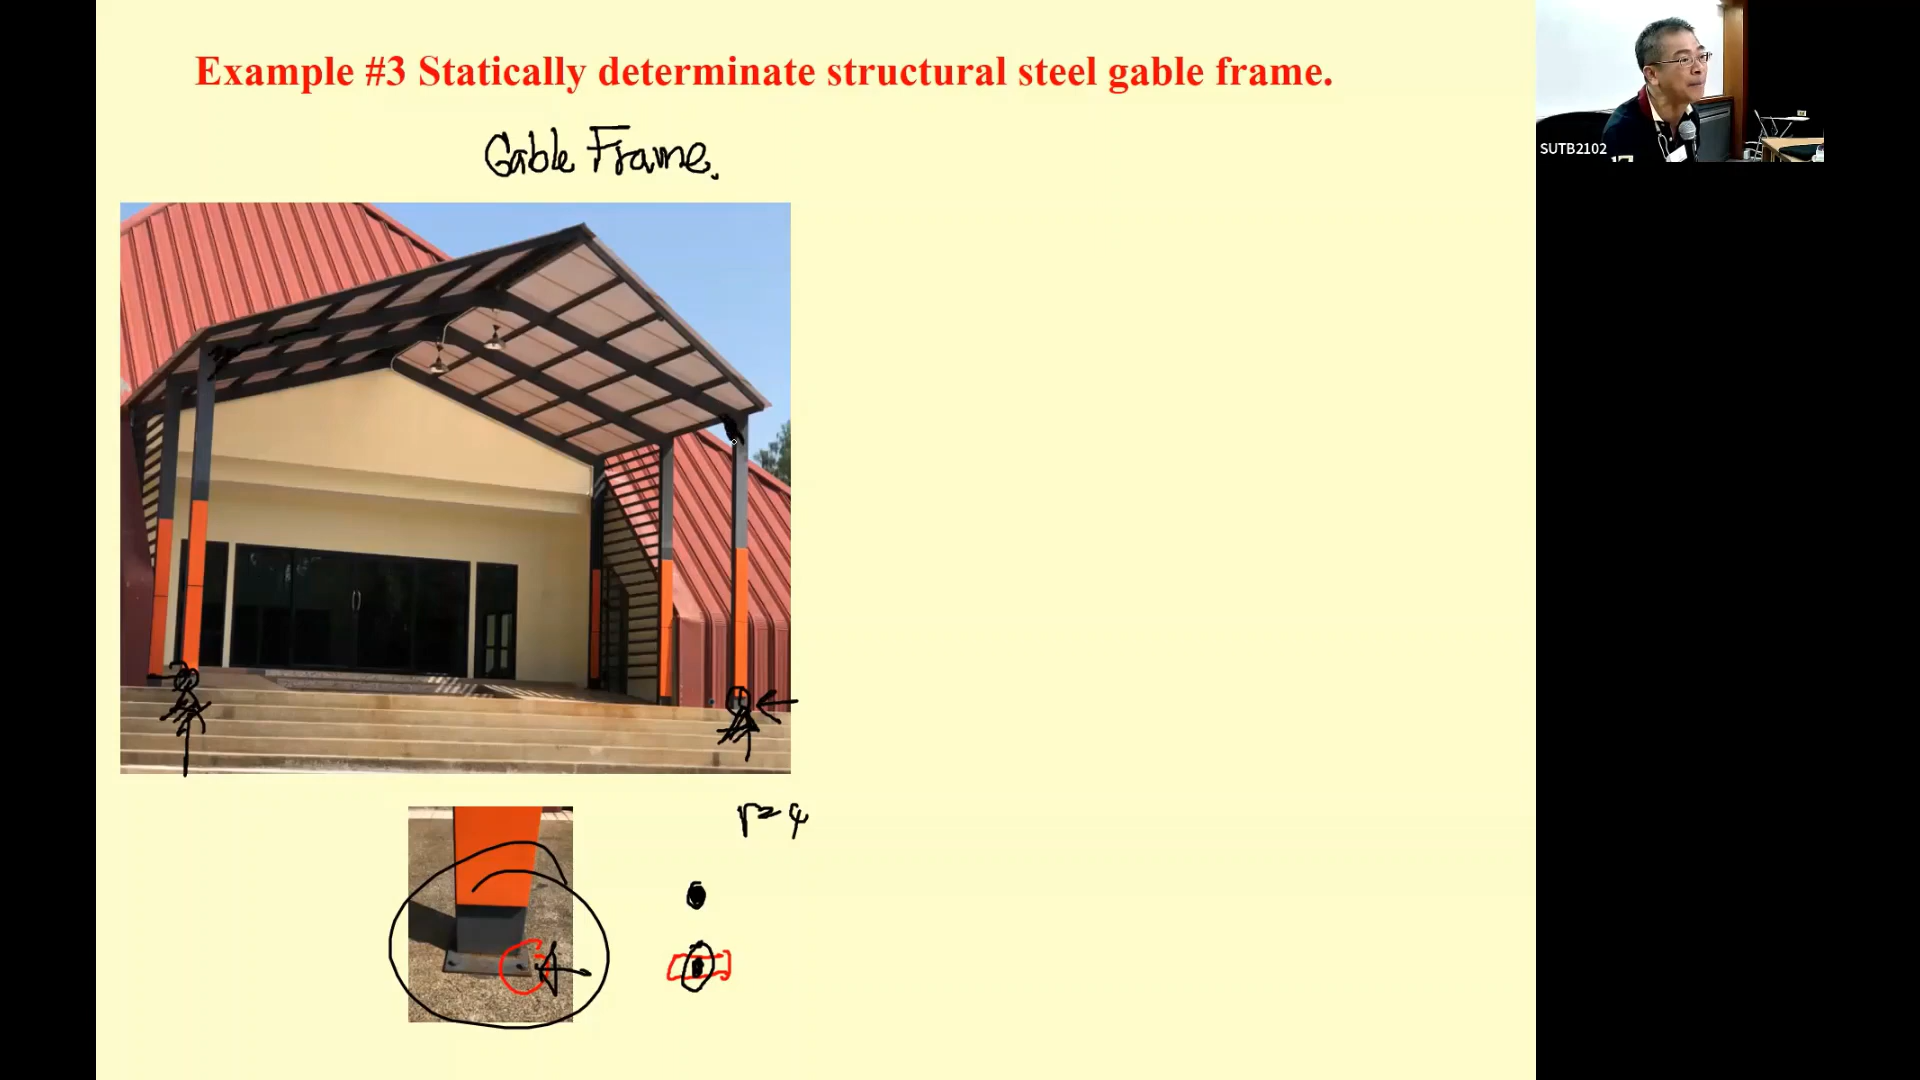 Example #3 Statically determinate structural steel gable frame.
Gable Frame.
SUTB2102
r=4